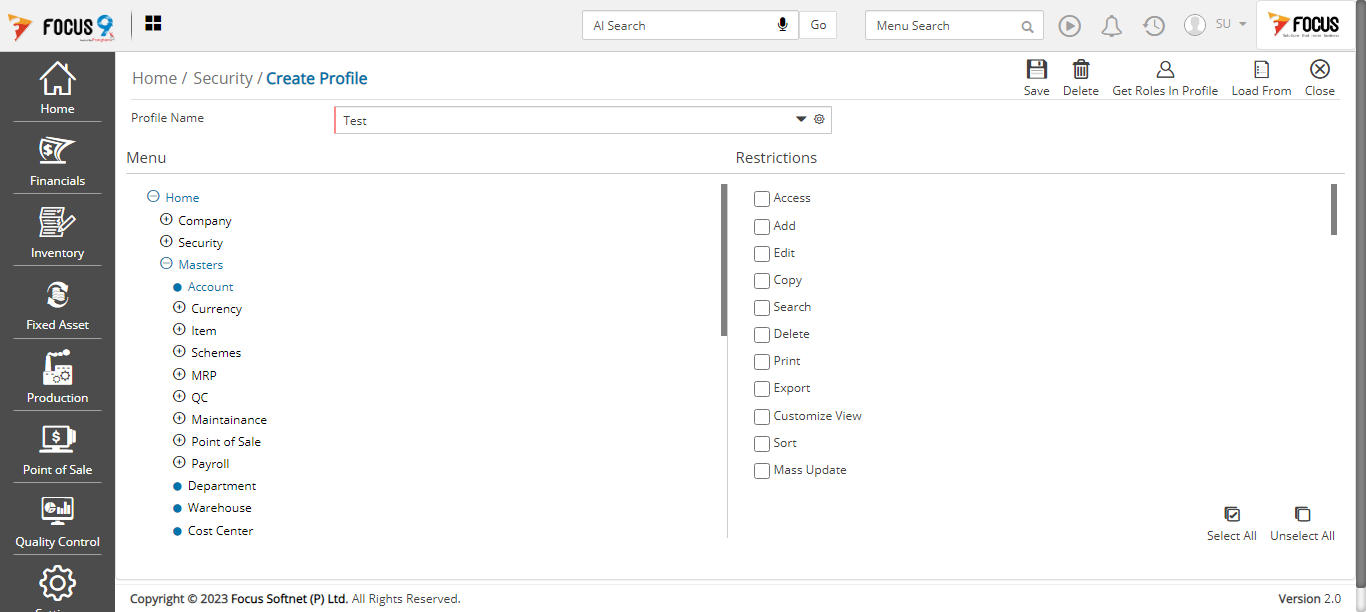 FOCUS 9
AI Search
Go
Menu Search
SU
FOCUS
Home
Financials
Inventory
Fixed Asset
Production
Point of Sale
Quality Control
Home / Security / Create Profile
Save
Delete
Get Roles In Profile
Load From
Close
Profile Name
Test
Menu
Restrictions
Home
Company
Security
Masters
Account
Currency
Item
Schemes
MRP
QC
Maintainance
Point of Sale
Payroll
Department
Warehouse
Cost Center
Access
Add
Edit
Copy
Search
Delete
Print
Export
Customize View
Sort
Mass Update
Select All
Unselect All
Copyright © 2023 Focus Softnet (P) Ltd. All Rights Reserved.
Version 2.0